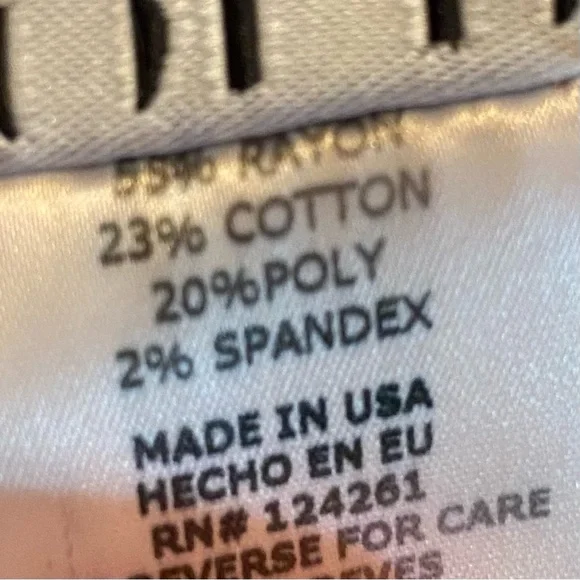 55% RAYON
23% COTTON
20%POLY
2% SPANDEX
MADE IN USA
HECHO EN EU
RN# 124261
REVERSE FOR CARE